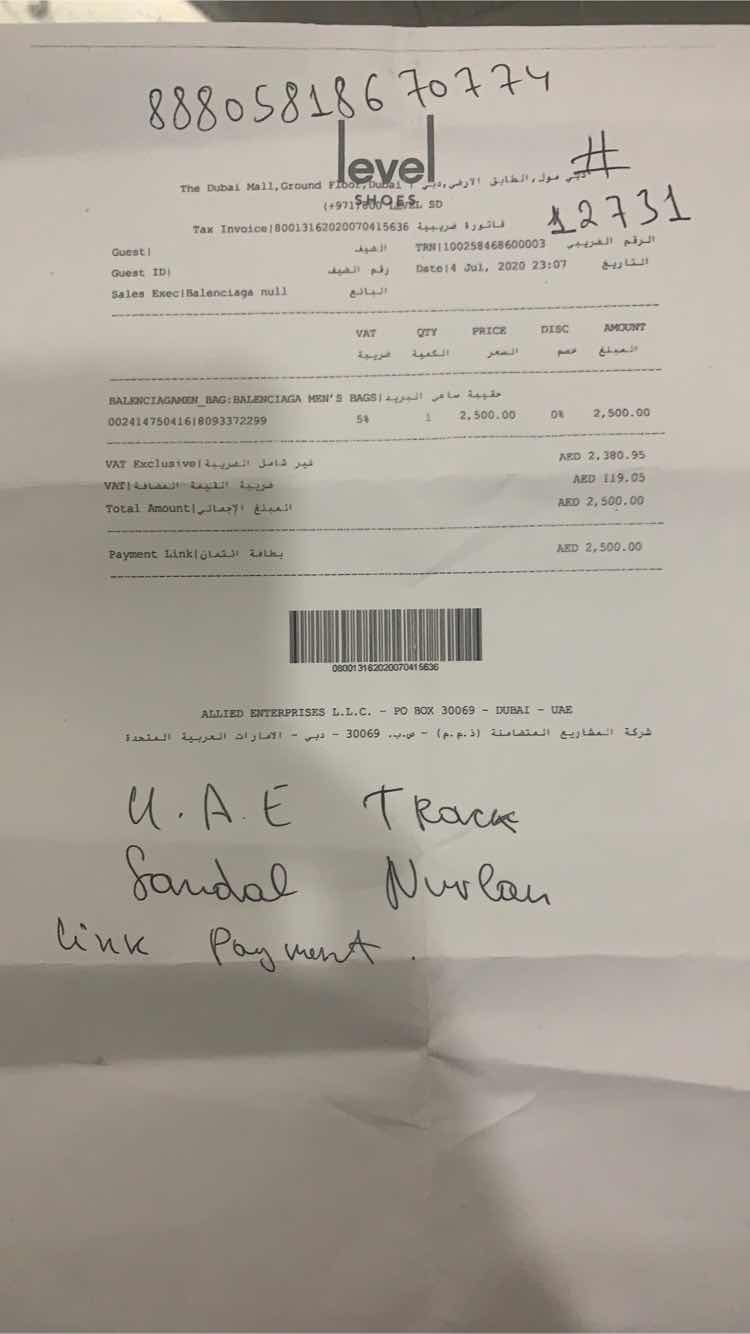 88805818670774
level
SHOES
#
12731
The Dubai Mall,Ground Floor,Dubai | دبي مول,الطابق الارضي,دبي
LEVEL SD
Tax Invoice|80013162020070415636 فاتورة ضريبية
Guest| الضيف TRN|100258468600003 الرقم الضريبي
Guest ID| رقم الضيف Date|4 Jul, 2020 23:07 التاريخ
Sales Exec|Balenciaga null البائع
VAT QTY PRICE DISC AMOUNT
ضريبة الكمية السعر خصم المبلغ
BALENCIAGAMEN_BAG:BALENCIAGA MEN'S BAGS|حقيبة ساعي البريد
002414750416|8093372299 5% 1 2,500.00 0% 2,500.00
VAT Exclusive|غير شامل الضريبة AED 2,380.95
VAT|ضريبة القيمة المضافة AED 119.05
Total Amount|المبلغ الإجمالي AED 2,500.00
Payment Link|بطاقة ائتمان AED 2,500.00
080013162020070415636
ALLIED ENTERPRISES L.L.C. - PO BOX 30069 - DUBAI - UAE
شركة المشاريع المتضامنة (ذ.م.م) - ص.ب. 30069 - دبي - الامارات العربية المتحدة
U.A.E Track
Sandal Nurlan
Link Payment.